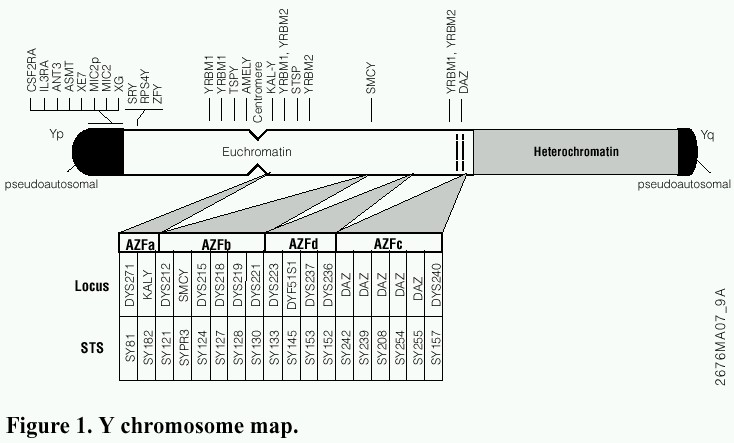 CSF2RA
IL3RA
ANT3
ASMT
XE7
MIC2p
MIC2
XG
SRY
RPS4Y
ZFY
YRBM1
YRBM1
TSPY
AMELY
Centromere
KAL-Y
YRBM1, YRBM2
STSP
YRBM2
SMCY
YRBM1, YRBM2
DAZ
Yp
Yq
Euchromatin
Heterochromatin
pseudoautosomal
pseudoautosomal
AZFa AZFb AZFd AZFc
Locus DYS271 KALY DYS212 SMCY DYS215 DYS218 DYS219 DYS221 DYS223 DYF51S1 DYS237 DYS236 DAZ DAZ DAZ DAZ DAZ DYS240
STS SY81 SY182 SY121 SYPR3 SY124 SY127 SY128 SY130 SY133 SY145 SY153 SY152 SY242 SY239 SY208 SY254 SY255 SY157
2676MA07_9A
Figure 1. Y chromosome map.